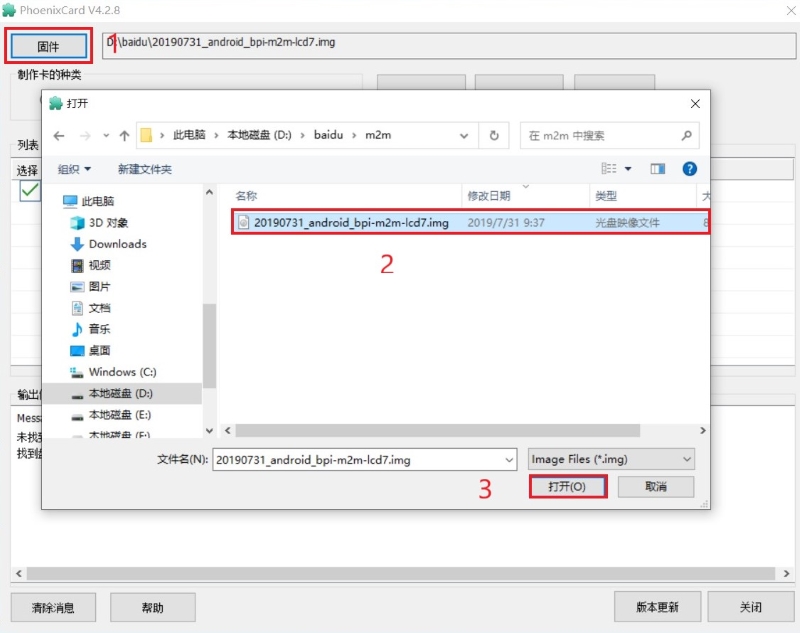 PhoenixCard V4.2.8
固件
1
D:\baidu\20190731_android_bpi-m2m-lcd7.img
制作卡的种类
打开
此电脑 > 本地磁盘 (D:) > baidu > m2m
在 m2m 中搜索
列表
选择
组织
新建文件夹
名称
修改日期
类型
此电脑
20190731_android_bpi-m2m-lcd7.img
2019/7/31 9:37
光盘映像文件
8
3D 对象
Downloads
视频
2
图片
文档
音乐
桌面
Windows (C:)
本地磁盘 (D:)
输出
本地磁盘 (E:)
Mess
本地磁盘 (F:)
未找到
找到
文件名(N):
20190731_android_bpi-m2m-lcd7.img
Image Files (*.img)
3
打开(O)
取消
清除消息
帮助
版本更新
关闭